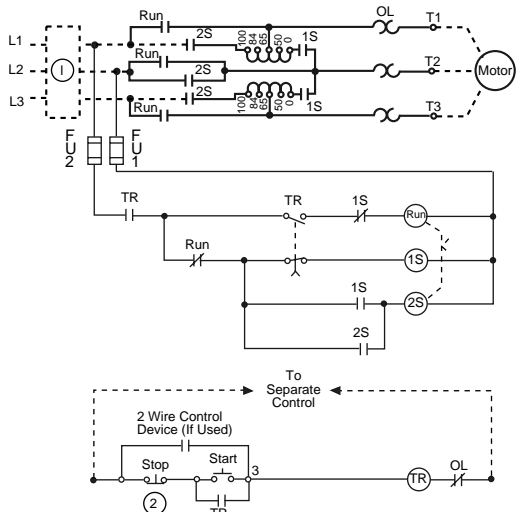 Run
OL
T1
L1
2S
100
84
65
50
0
1S
Run
L2
I
2S
T2
Motor
2S
L3
100
84
65
50
0
1S
Run
T3
FU2
FU1
TR
TR
1S
Run
Run
1S
1S
2S
2S
To
Separate
Control
2 Wire Control
Device (If Used)
Stop
Start
3
TR
OL
2
TR